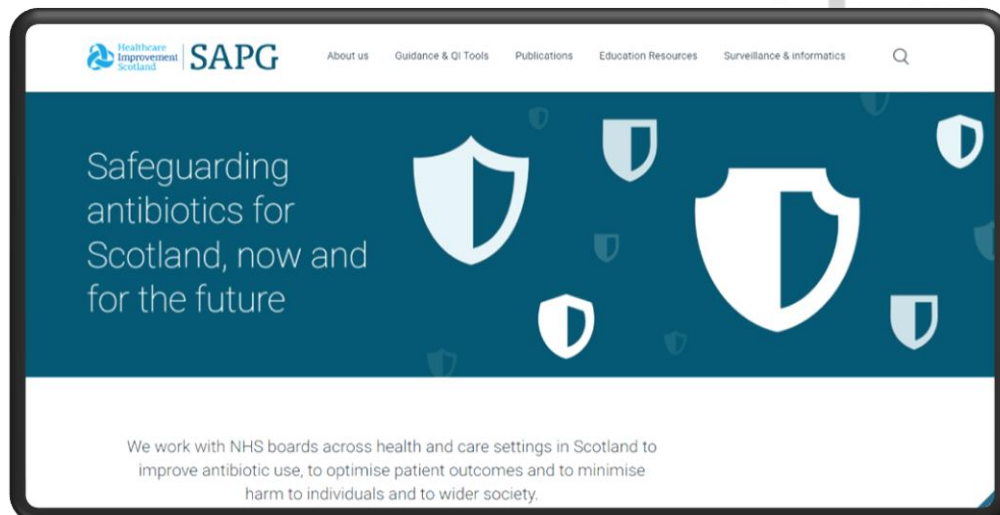 Healthcare
Improvement
Scotland
SAPG
About us
Guidance & QI Tools
Publications
Education Resources
Surveillance & informatics
Safeguarding
antibiotics for
Scotland, now and
for the future
We work with NHS boards across health and care settings in Scotland to
improve antibiotic use, to optimise patient outcomes and to minimise
harm to individuals and to wider society.